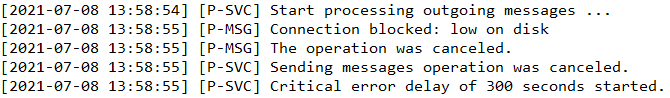 [2021-07-08 13:58:54] [P-SVC] Start processing outgoing messages ...
[2021-07-08 13:58:55] [P-MSG] Connection blocked: low on disk
[2021-07-08 13:58:55] [P-MSG] The operation was canceled.
[2021-07-08 13:58:55] [P-SVC] Sending messages operation was canceled.
[2021-07-08 13:58:55] [P-SVC] Critical error delay of 300 seconds started.